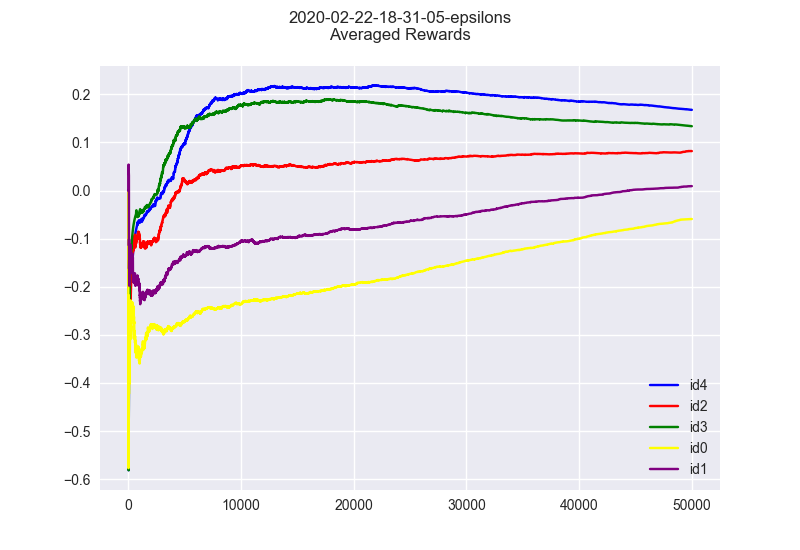 2020-02-22-18-31-05-epsilons
Averaged Rewards
0.2
0.1
0.0
−0.1
−0.2
−0.3
−0.4
−0.5
−0.6
0 10000 20000 30000 40000 50000
id4
id2
id3
id0
id1